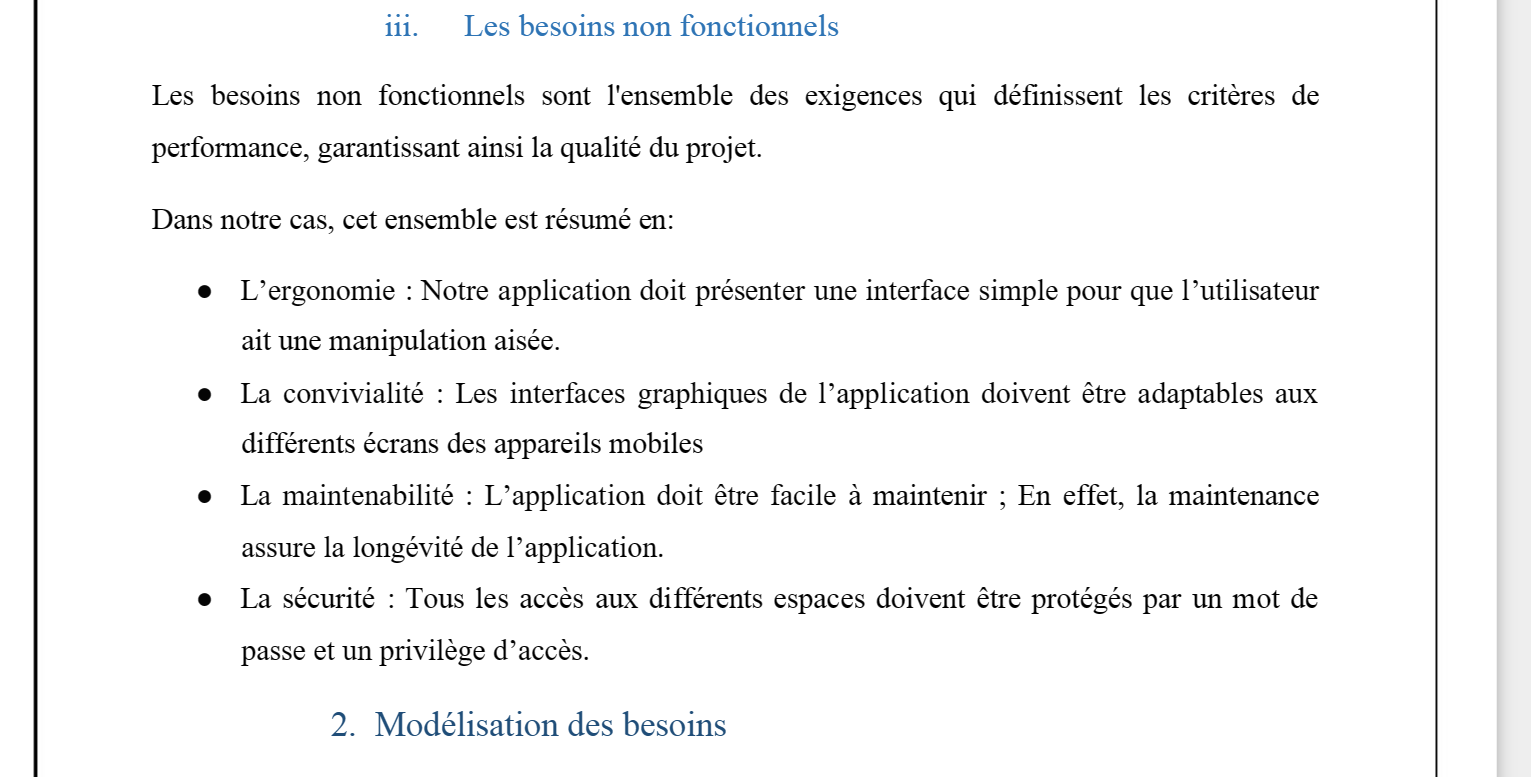 iii. Les besoins non fonctionnels
Les besoins non fonctionnels sont l'ensemble des exigences qui définissent les critères de
performance, garantissant ainsi la qualité du projet.
Dans notre cas, cet ensemble est résumé en:
● L’ergonomie : Notre application doit présenter une interface simple pour que l’utilisateur
ait une manipulation aisée.
● La convivialité : Les interfaces graphiques de l’application doivent être adaptables aux
différents écrans des appareils mobiles
● La maintenabilité : L’application doit être facile à maintenir ; En effet, la maintenance
assure la longévité de l’application.
● La sécurité : Tous les accès aux différents espaces doivent être protégés par un mot de
passe et un privilège d’accès.
2. Modélisation des besoins